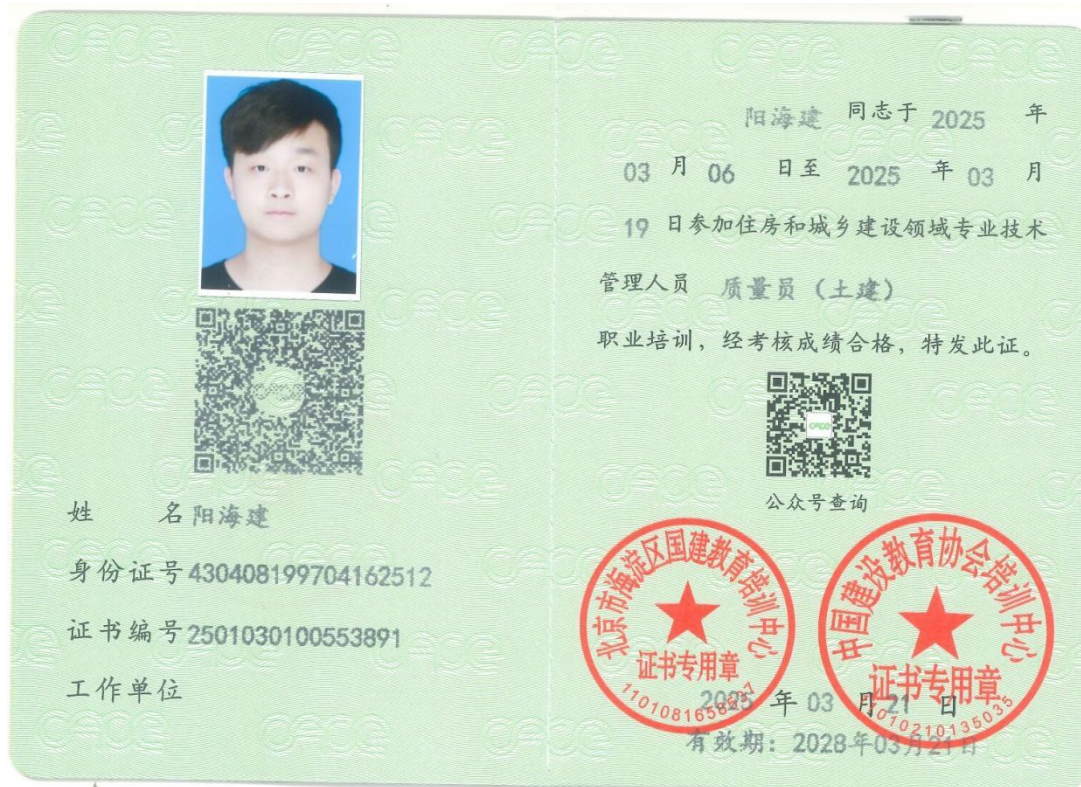 姓 名 阳海建
身份证号 430408199704162512
证书编号 2501030100553891
工作单位
阳海建 同志于 2025 年
03 月 06 日至 2025 年 03 月
19 日参加住房和城乡建设领域专业技术
管理人员 质量员（土建）
职业培训，经考核成绩合格，特发此证。
cece
公众号查询
北京市海淀区国建教育培训中心
证书专用章
中国建设教育协会培训中心
证书专用章
11010210135035
2025 年 03 月 21 日
有效期：2028年03月21日